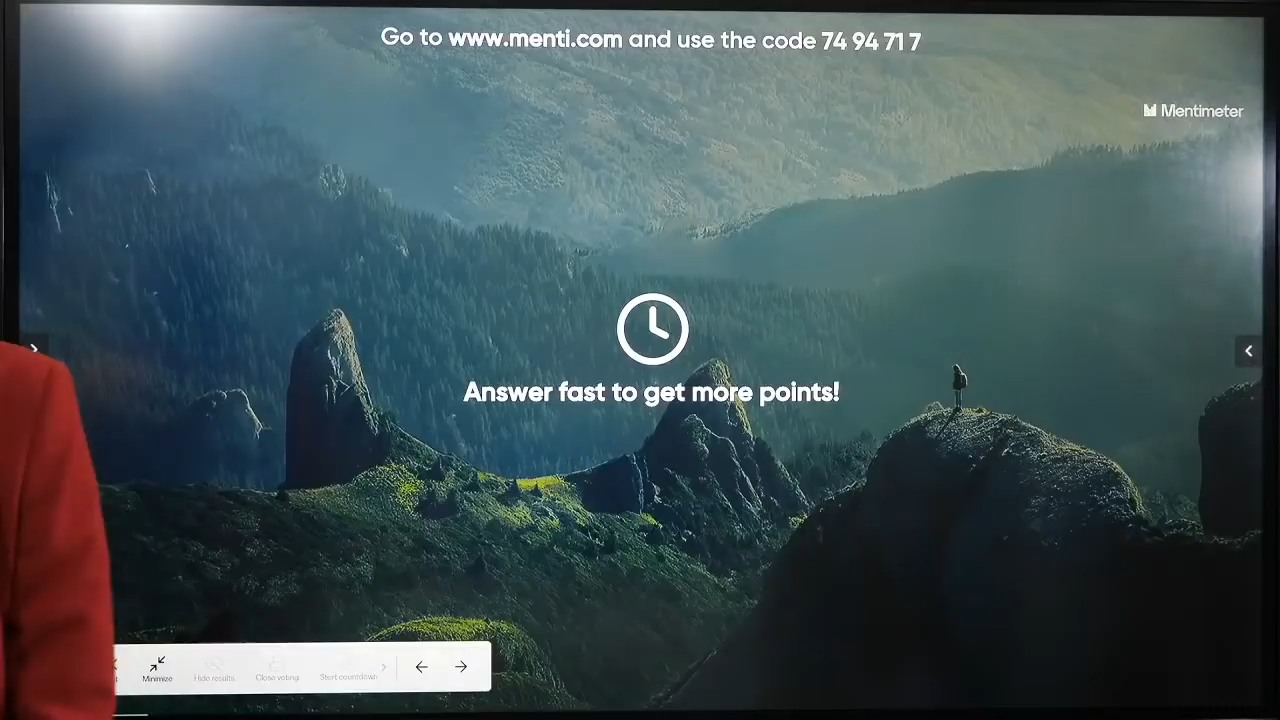 Go to www.menti.com and use the code 74 94 71 7
Mentimeter
Answer fast to get more points!
Minimize
Hide results
Close voting
Start countdown